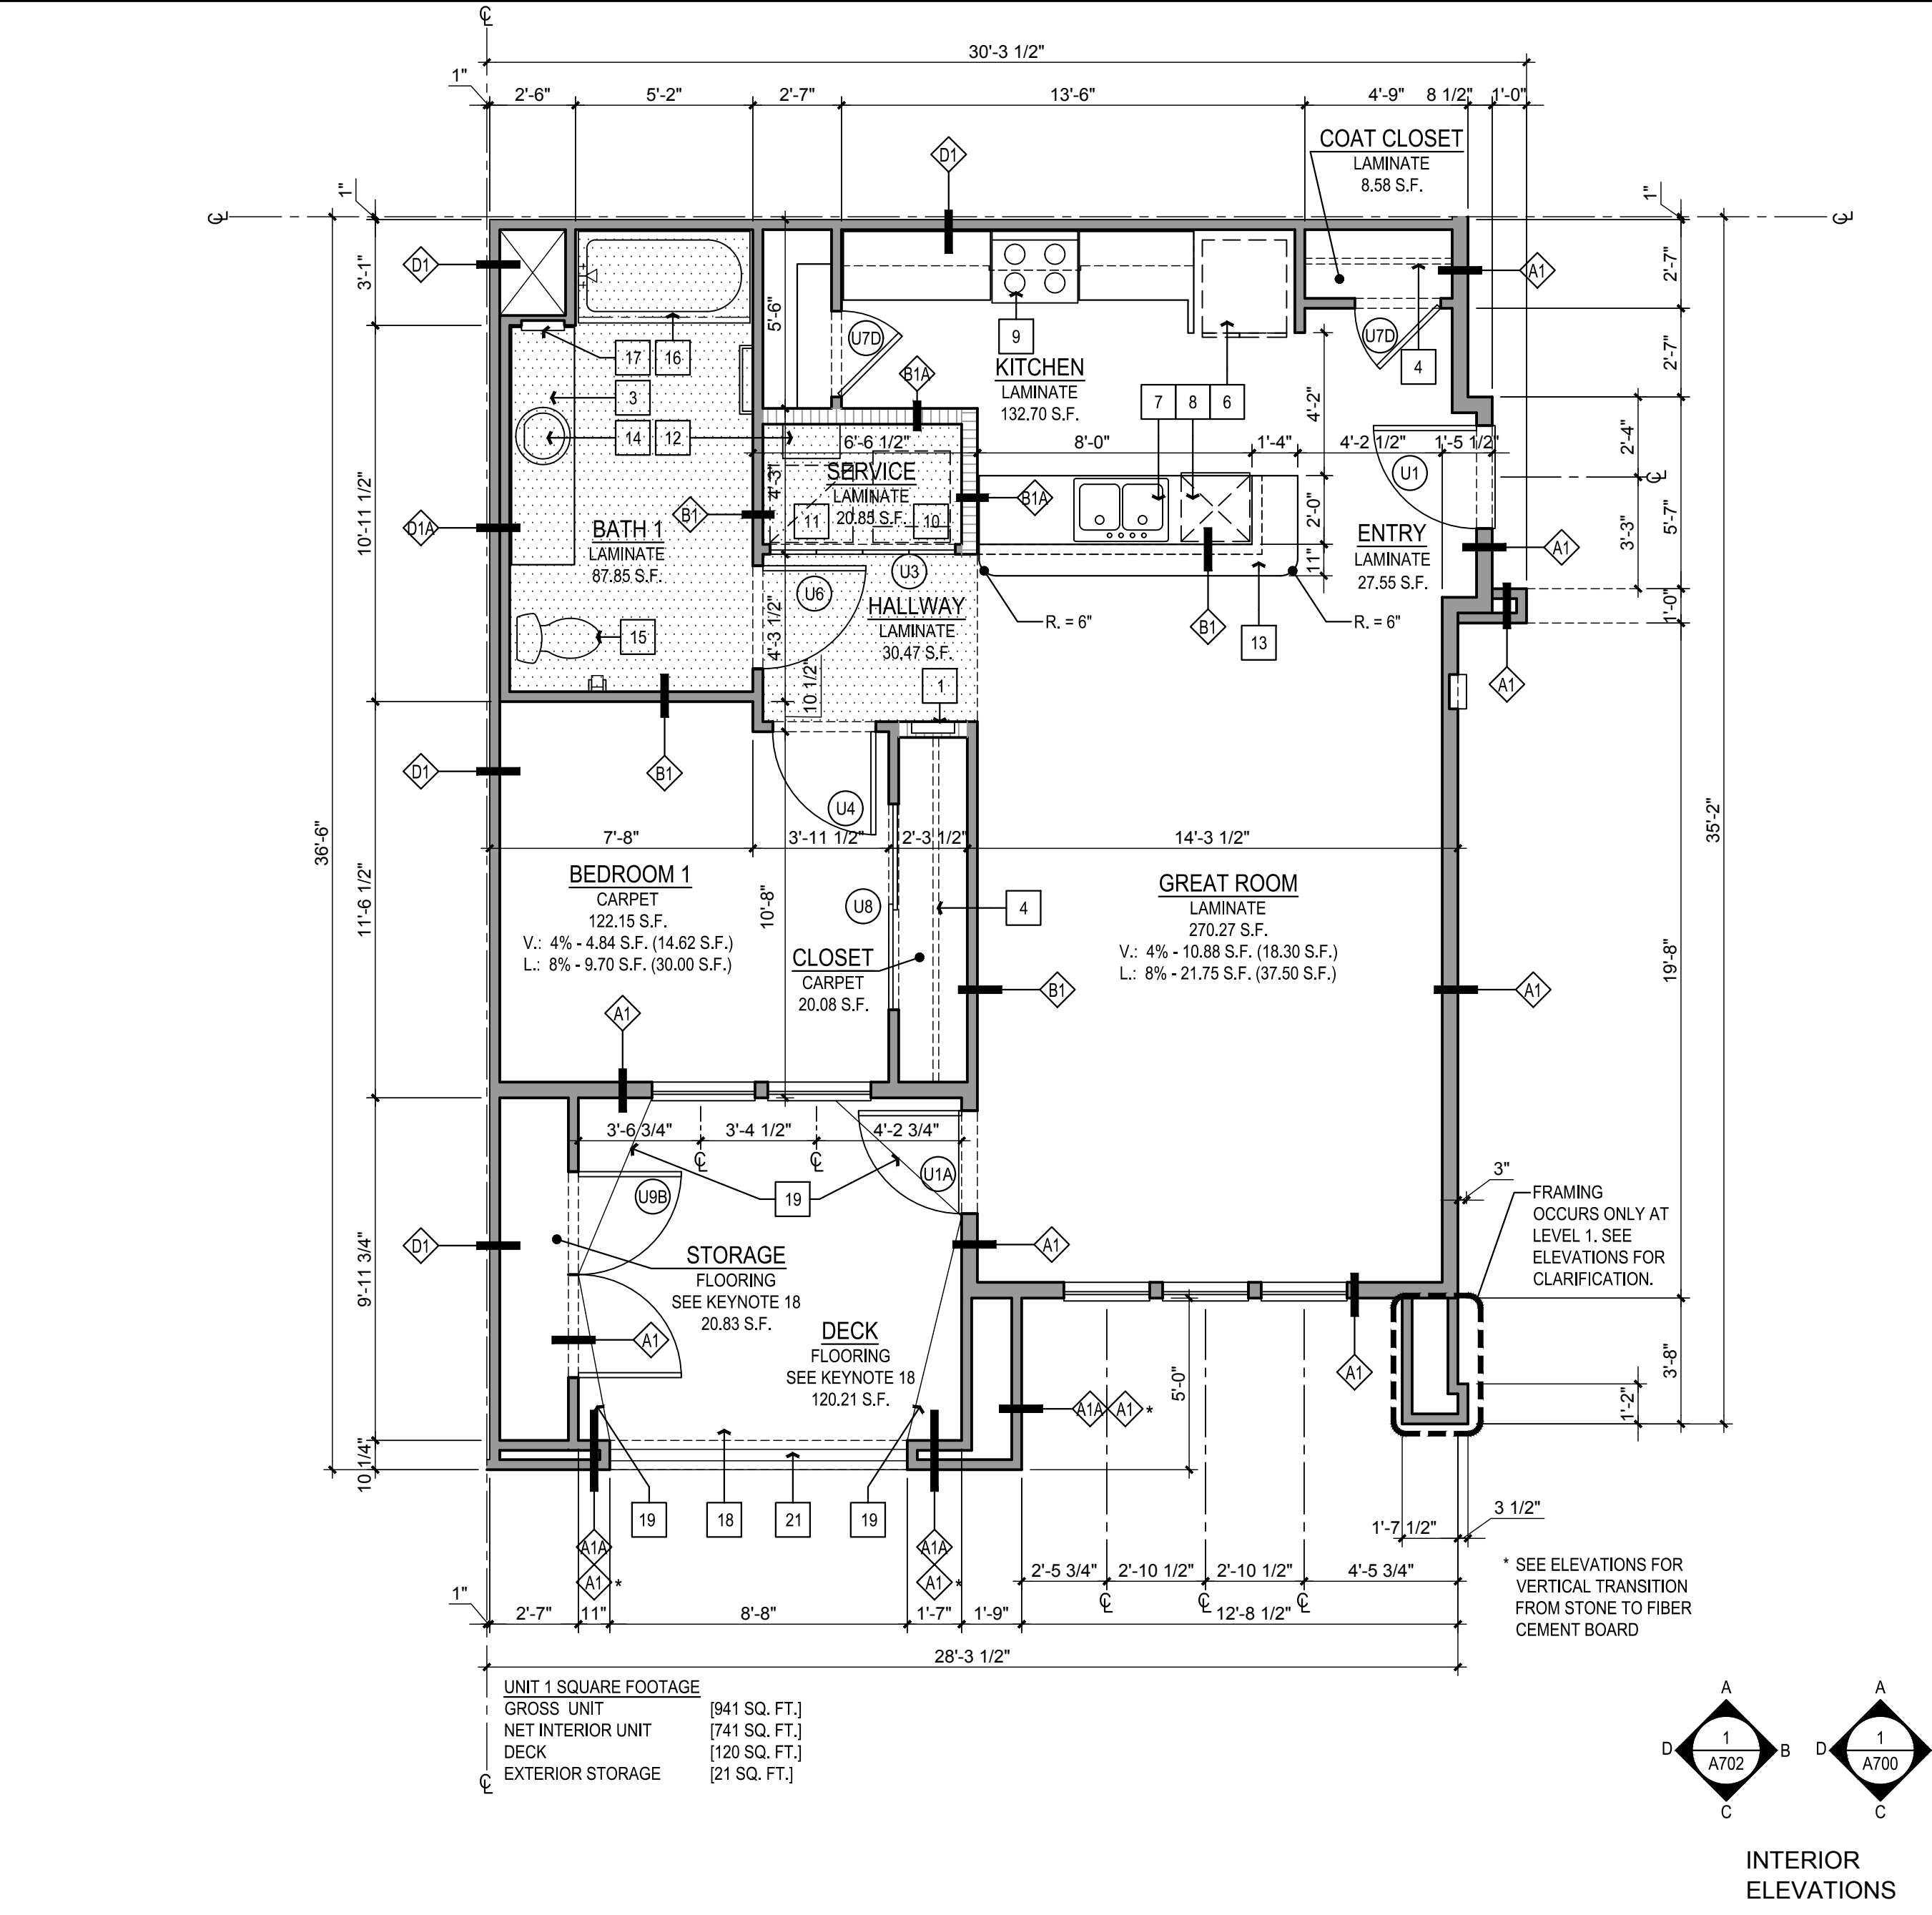 ℄
30'-3 1/2"
1"
2'-6"
5'-2"
2'-7"
13'-6"
4'-9"
8 1/2"
1'-0"
COAT CLOSET
LAMINATE
8.58 S.F.
D1
1"
1"
℄
℄
D1
A1
3'-1"
2'-7"
5'-6"
U7D
9
U7D
4
2'-7"
17
16
KITCHEN
LAMINATE
132.70 S.F.
B1A
3
7
8
6
4'-2"
14
12
6'-6 1/2"
8'-0"
1'-4"
4'-2 1/2"
1'-5 1/2"
2'-4"
SERVICE
LAMINATE
20.85 S.F.
4'-3"
U1
℄
10'-11 1/2"
D1A
B1
11
10
B1A
2'-0"
5'-7"
3'-3"
BATH 1
LAMINATE
87.85 S.F.
ENTRY
LAMINATE
27.55 S.F.
A1
U6
U3
11"
HALLWAY
LAMINATE
30.47 S.F.
4'-3 1/2"
R. = 6"
B1
13
R. = 6"
1'-0"
15
10 1/2"
1
A1
D1
B1
U4
36'-6"
35'-2"
7'-8"
3'-11 1/2"
2'-3 1/2"
14'-3 1/2"
BEDROOM 1
CARPET
122.15 S.F.
V.: 4% - 4.84 S.F. (14.62 S.F.)
L.: 8% - 9.70 S.F. (30.00 S.F.)
11'-6 1/2"
10'-8"
U8
4
GREAT ROOM
LAMINATE
270.27 S.F.
V.: 4% - 10.88 S.F. (18.30 S.F.)
L.: 8% - 21.75 S.F. (37.50 S.F.)
CLOSET
CARPET
20.08 S.F.
19'-8"
B1
A1
A1
3'-6 3/4"
3'-4 1/2"
4'-2 3/4"
℄
℄
U9B
19
U1A
3"
FRAMING
OCCURS ONLY AT
LEVEL 1. SEE
ELEVATIONS FOR
CLARIFICATION.
D1
9'-11 3/4"
STORAGE
FLOORING
SEE KEYNOTE 18
20.83 S.F.
A1
A1
DECK
FLOORING
SEE KEYNOTE 18
120.21 S.F.
5'-0"
A1
3'-8"
1'-2"
A1A
A1
*
10 1/4"
19
18
21
19
1'-7 1/2"
3 1/2"
A1A
A1
*
A1A
A1
*
2'-5 3/4"
2'-10 1/2"
2'-10 1/2"
4'-5 3/4"
℄
℄
℄
* SEE ELEVATIONS FOR
VERTICAL TRANSITION
FROM STONE TO FIBER
CEMENT BOARD
1"
2'-7"
11"
8'-8"
1'-7"
1'-9"
12'-8 1/2"
28'-3 1/2"
UNIT 1 SQUARE FOOTAGE
GROSS UNIT [941 SQ. FT.]
NET INTERIOR UNIT [741 SQ. FT.]
DECK [120 SQ. FT.]
EXTERIOR STORAGE [21 SQ. FT.]
℄
A
D
1
A702
B
C
A
D
1
A700
C
INTERIOR
ELEVATIONS